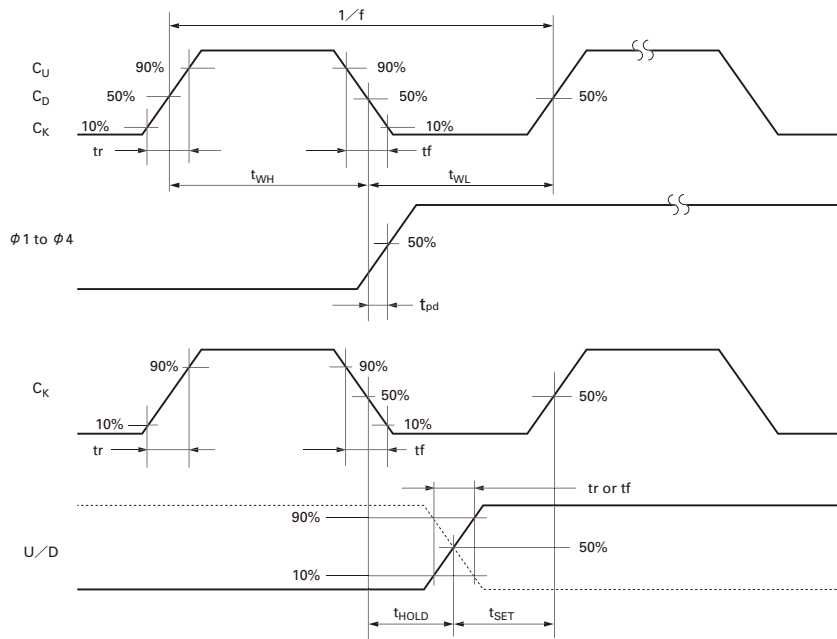 1/f
CU
90%
90%
CD
50%
50%
50%
CK
10%
10%
tr
tf
tWH
tWL
φ1 to φ4
50%
tpd
90%
90%
CK
50%
50%
10%
10%
tr
tf
tr or tf
90%
U/D
50%
10%
tHOLD
tSET